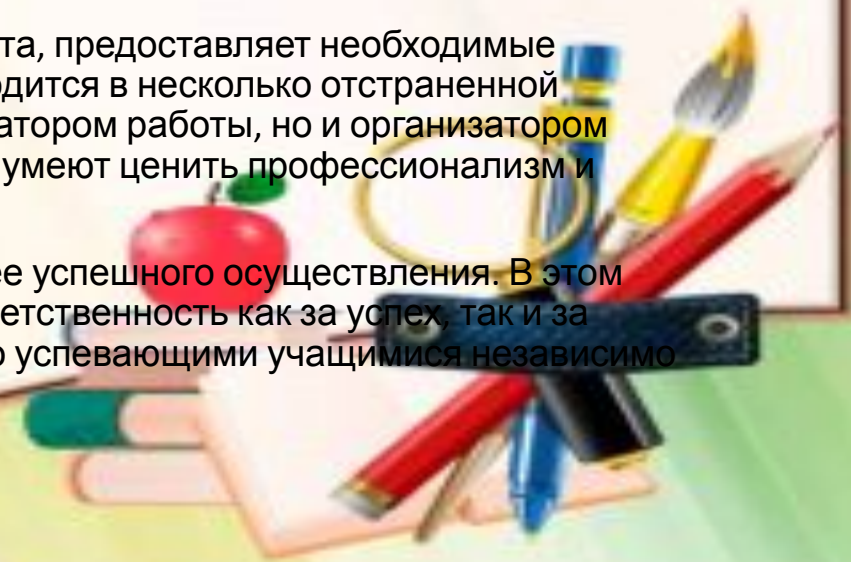 та, предоставляет необходимые
дится в несколько отстраненной
атором работы, но и организатором
умеют ценить профессионализм и
ее успешного осуществления. В этом
етственность как за успех, так и за
о успевающими учащимися независимо